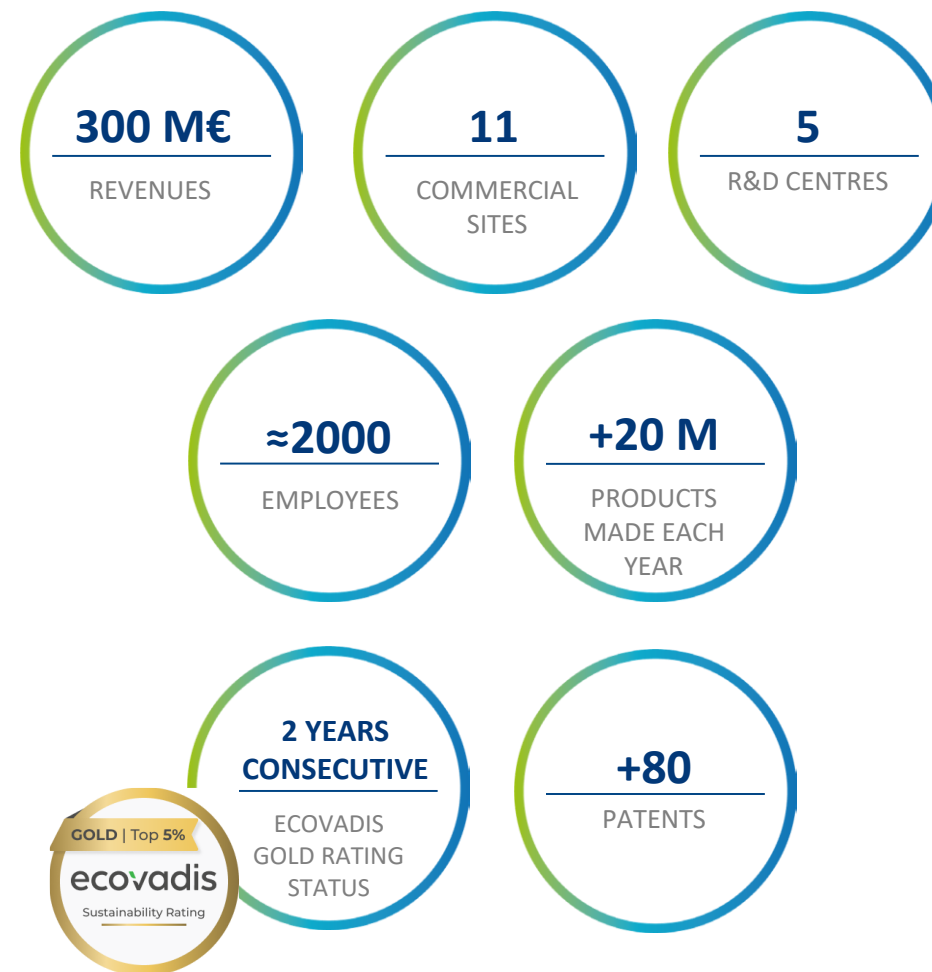 300 M€
REVENUES
11
COMMERCIAL
SITES
5
R&D CENTRES
≈2000
EMPLOYEES
+20 M
PRODUCTS
MADE EACH
YEAR
2 YEARS
CONSECUTIVE
ECOVADIS
GOLD RATING
STATUS
GOLD | Top 5%
ecovadis
Sustainability Rating
+80
PATENTS